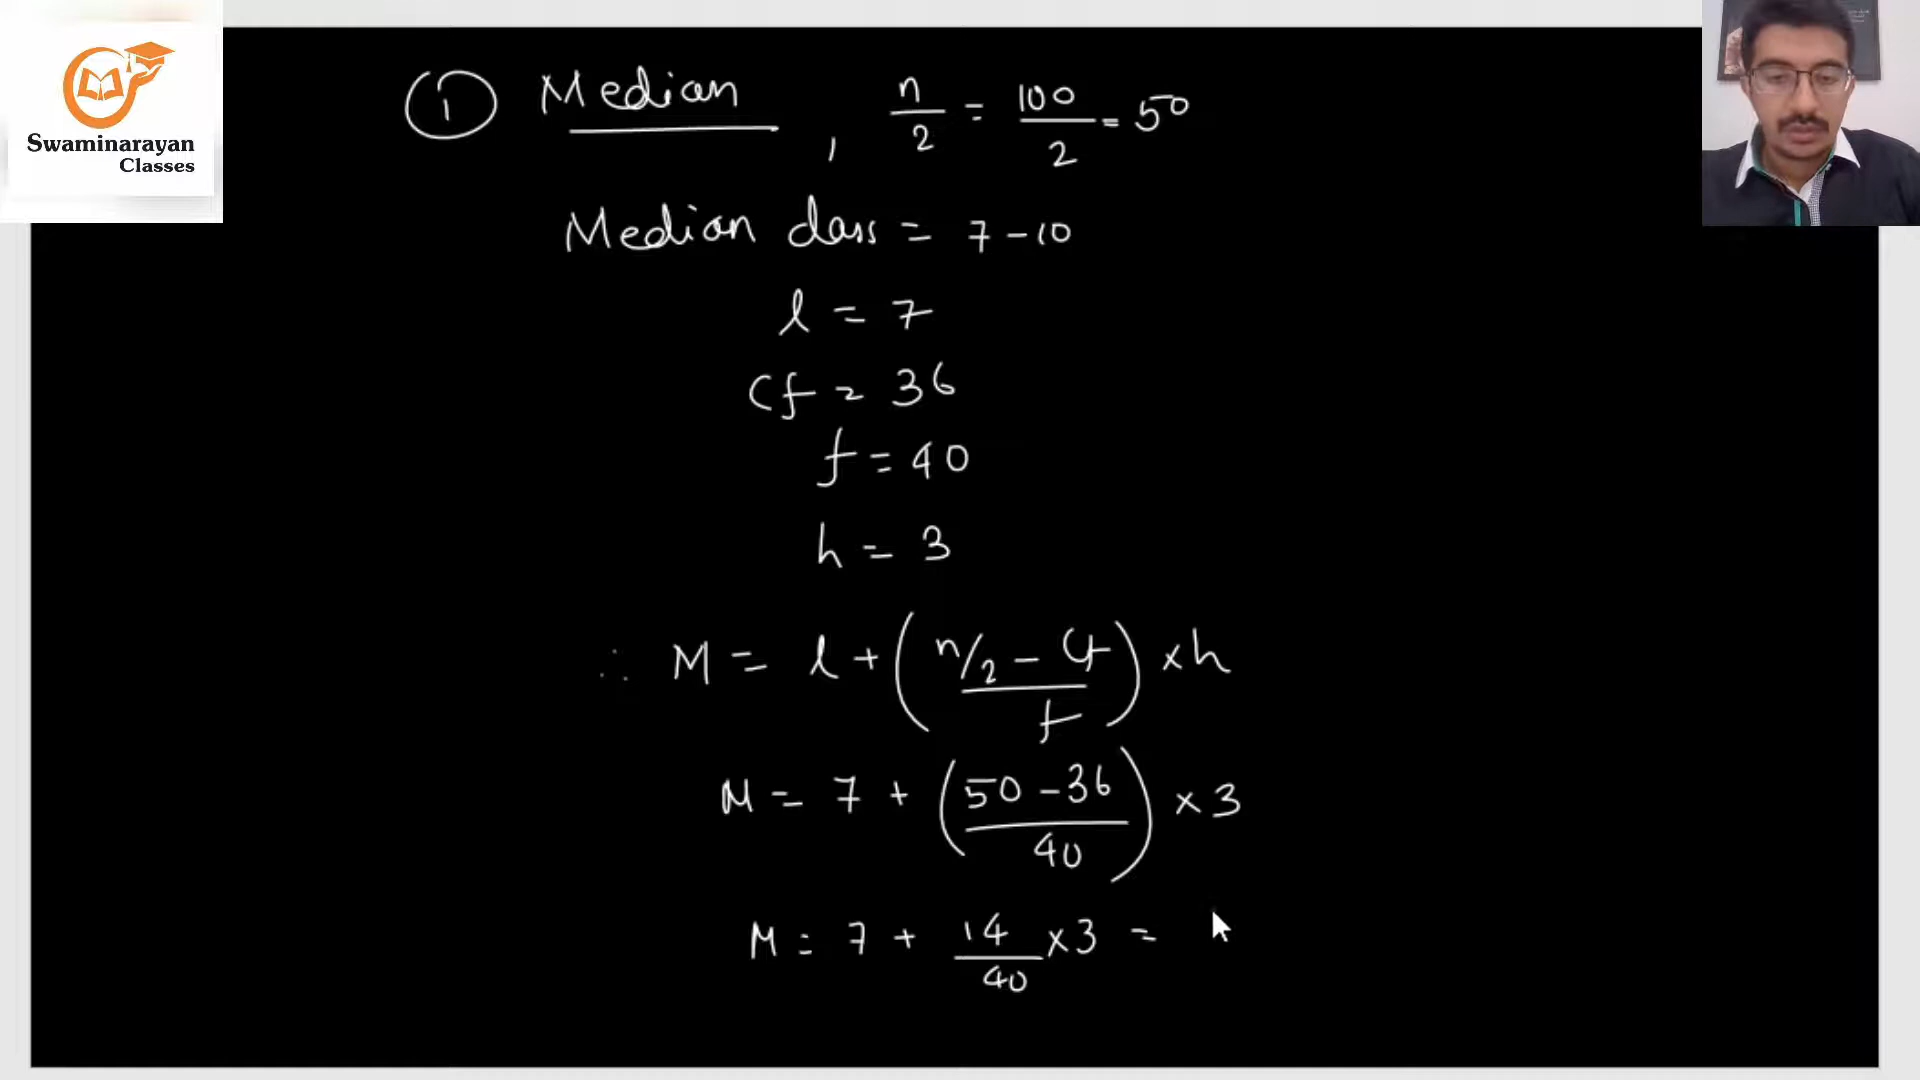 Swaminarayan
Classes
① Median , n/2 = 100/2 = 50
Median class = 7 - 10
l = 7
Cf = 36
f = 40
h = 3
∴ M = l + ( (n/2 - Cf) / f ) × h
M = 7 + ( (50 - 36) / 40 ) × 3
M = 7 + 14/40 × 3 =